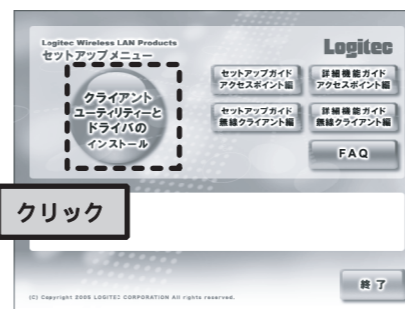 Logitec Wireless LAN Products
セットアップメニュー
Logitec
クライアント
ユーティリティーと
ドライバの
インストール
セットアップガイド
アクセスポイント編
詳細機能ガイド
アクセスポイント編
セットアップガイド
無線クライアント編
詳細機能ガイド
無線クライアント編
FAQ
クリック
(C) Copyright 2005 LOGITEC CORPORATION All rights reserved.
終了